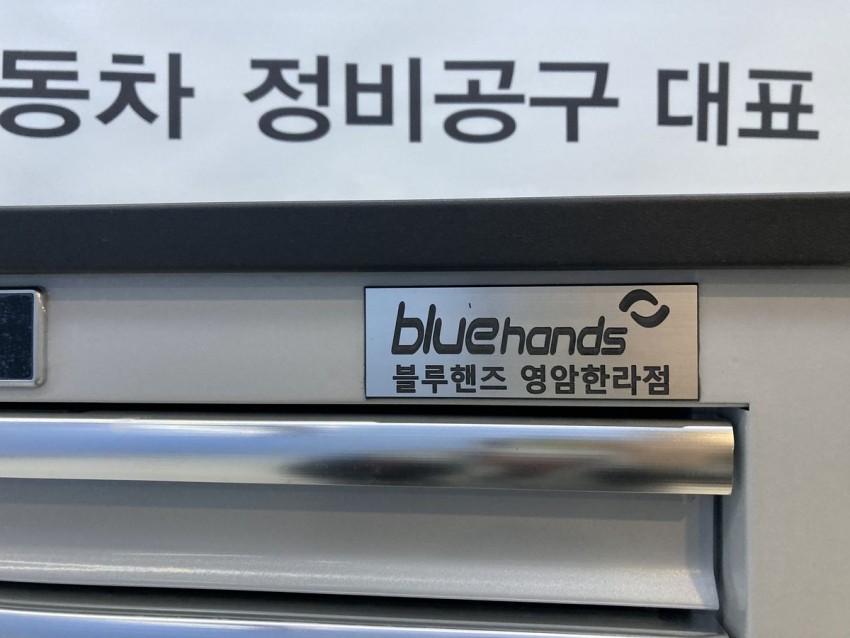 동차 정비공구 대표
bluehands
블루핸즈 영암한라점